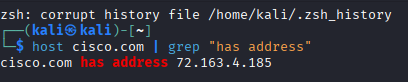 zsh: corrupt history file /home/kali/.zsh_history
┌──(kali㉿kali)-[~]
└─$ host cisco.com | grep "has address"
cisco.com has address 72.163.4.185